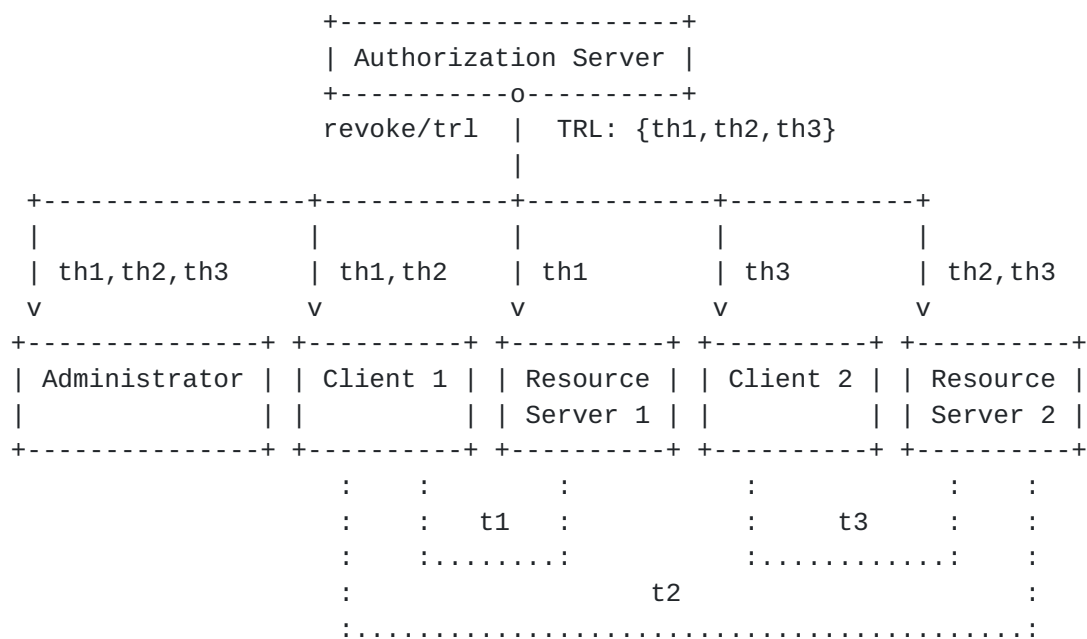 Authorization Server
revoke/trl | TRL: {th1,th2,th3}
th1,th2,th3 | th1,th2 | th1 | th3 | th2,th3
v v v v v
| Administrator | | Client 1 | | Resource | | Client 2 | | Resource |
| | | | | Server 1 | | | | Server 2 |
t1 t3
t2